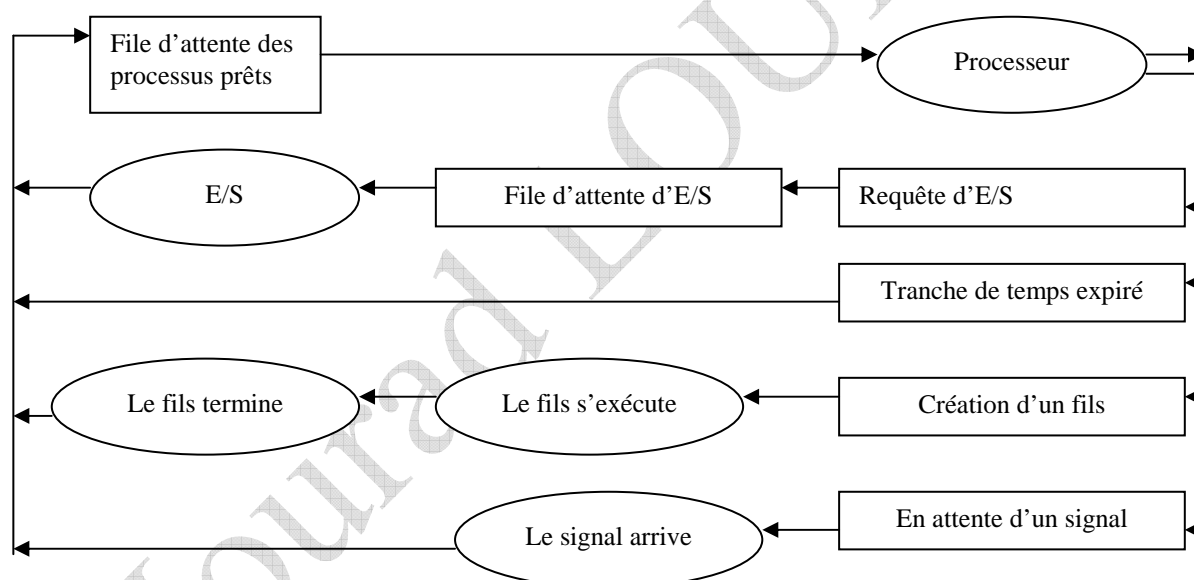 File d'attente des
processus prêts
Processeur
E/S
File d'attente d'E/S
Requête d'E/S
Tranche de temps expiré
Le fils termine
Le fils s'exécute
Création d'un fils
Le signal arrive
En attente d'un signal